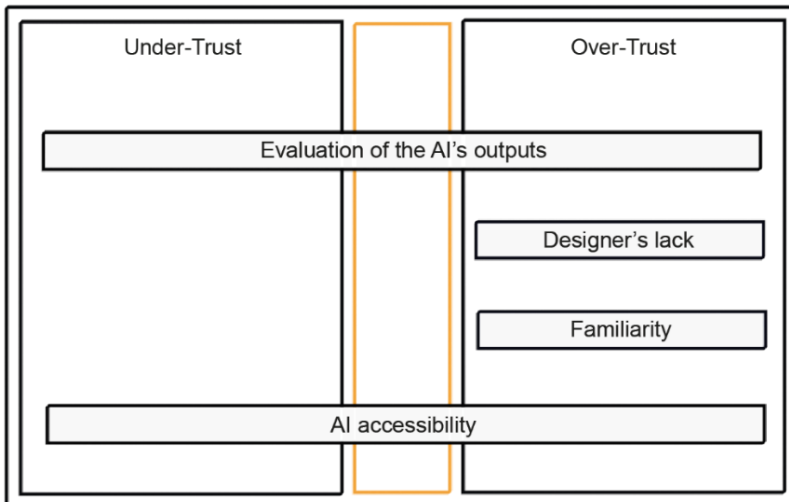 Under-Trust
Over-Trust
Evaluation of the AI's outputs
Designer's lack
Familiarity
AI accessibility